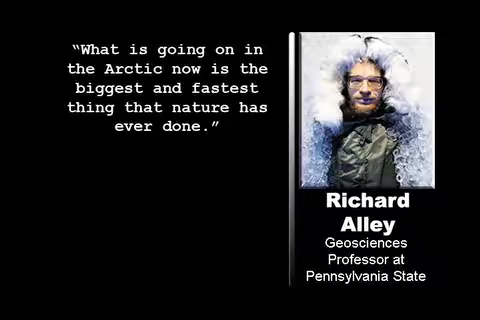 “What is going on in
the Arctic now is the
biggest and fastest
thing that nature has
ever done.”
Richard
Alley
Geosciences
Professor at
Pennsylvania State